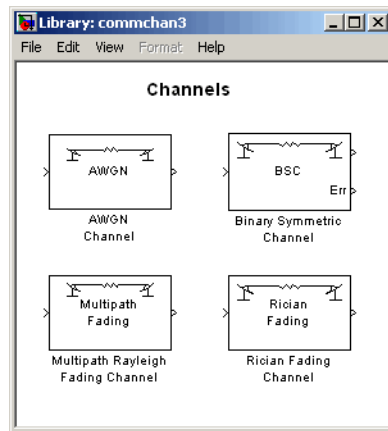 Library: commchan3
File Edit View Format Help
Channels
AWGN
AWGN
Channel
BSC
Err
Binary Symmetric
Channel
Multipath
Fading
Multipath Rayleigh
Fading Channel
Rician
Fading
Rician Fading
Channel